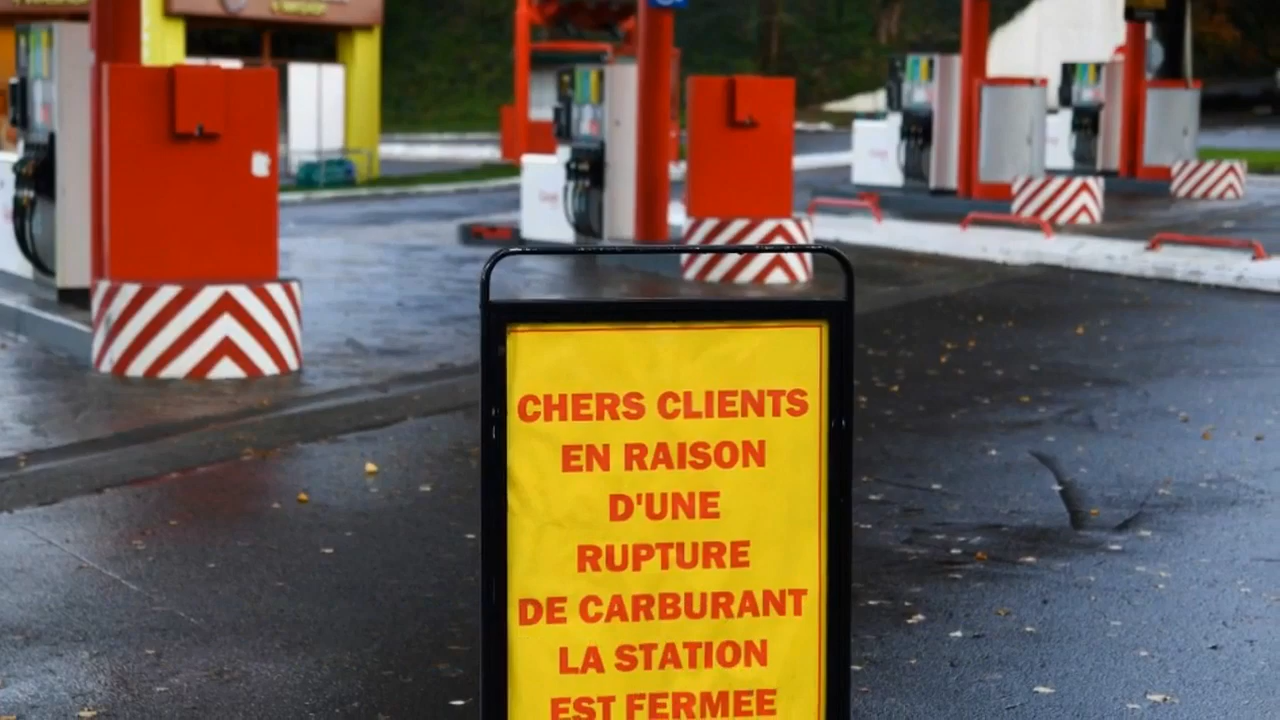 CHERS CLIENTS
EN RAISON
D'UNE
RUPTURE
DE CARBURANT
LA STATION
EST FERMEE